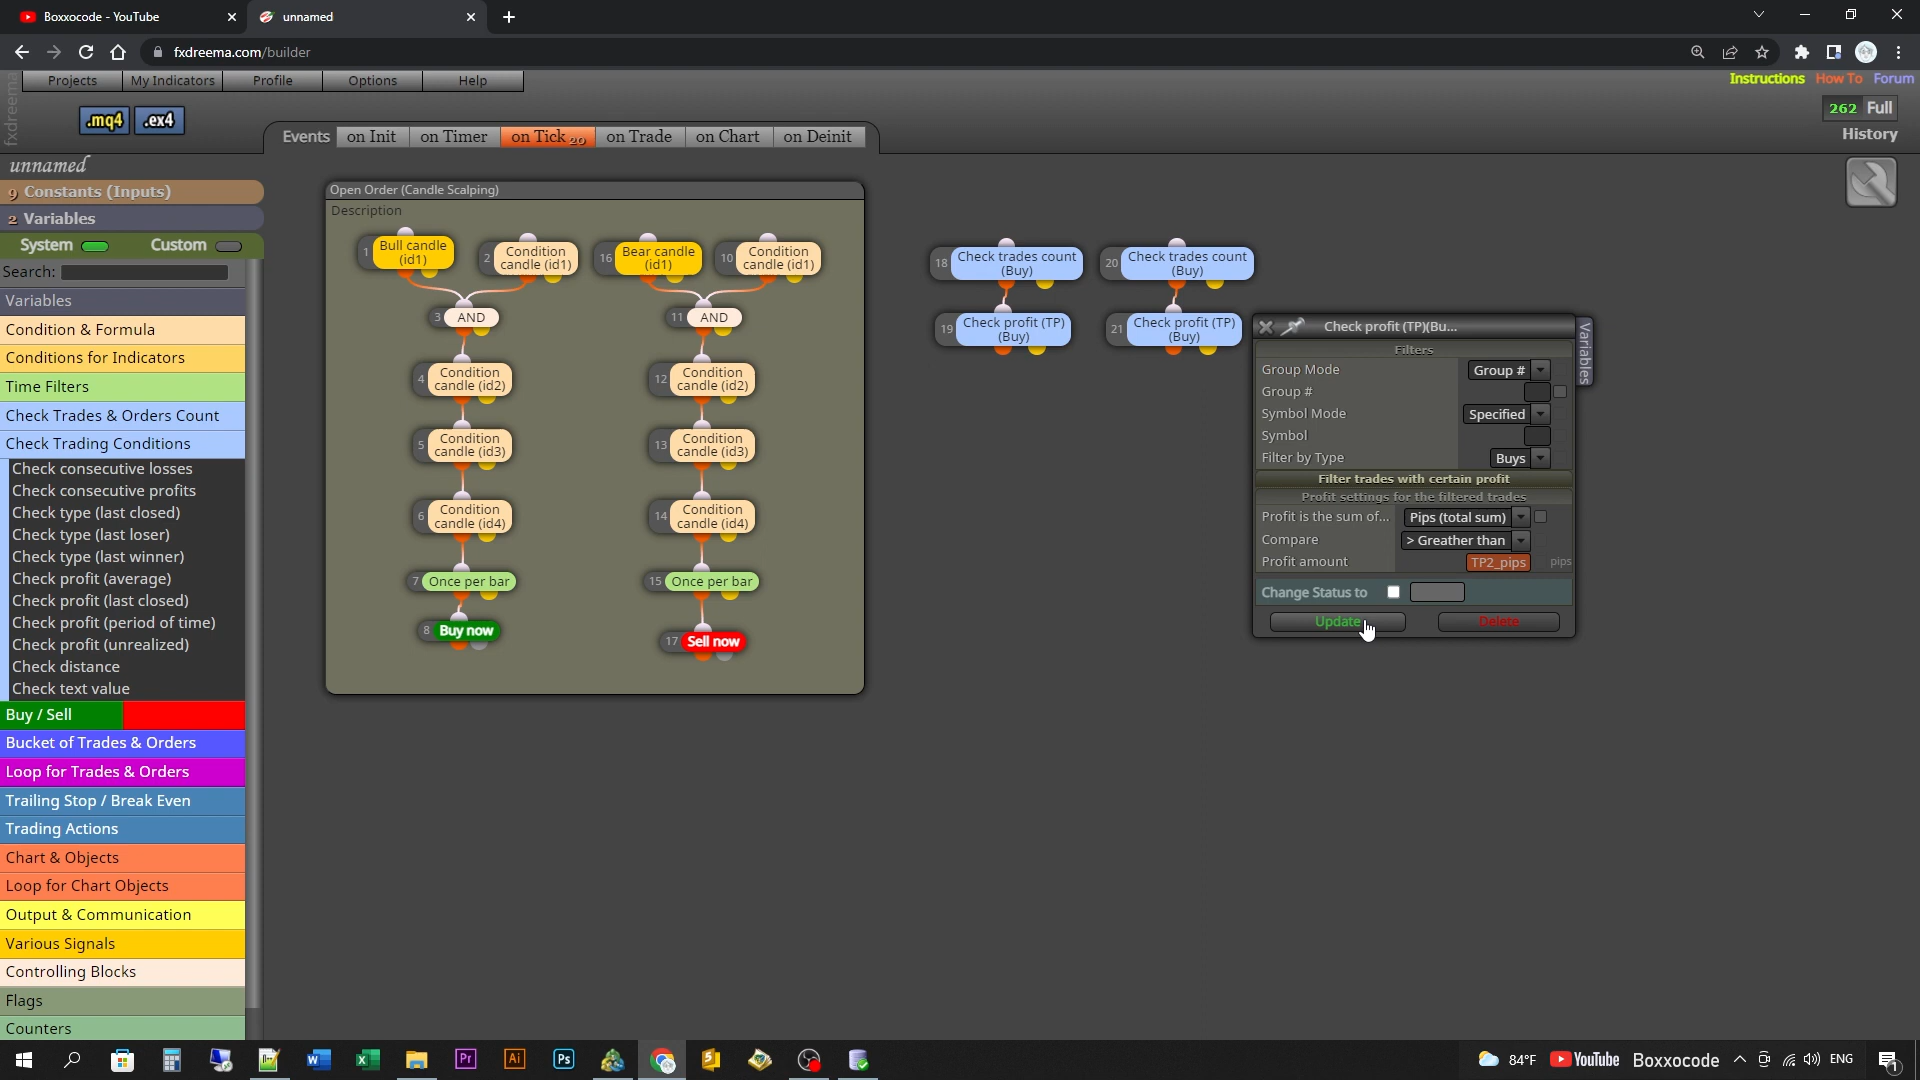 Boxxocode - YouTube
unnamed
fxdreema.com/builder
Projects
My Indicators
Profile
Options
Help
Instructions
How To
Forum
fxdreema
.mq4
.ex4
262 Full
History
Events
on Init
on Timer
on Tick 20
on Trade
on Chart
on Deinit
unnamed
9 Constants (Inputs)
2 Variables
System
Custom
Search:
Variables
Condition & Formula
Conditions for Indicators
Time Filters
Check Trades & Orders Count
Check Trading Conditions
Check consecutive losses
Check consecutive profits
Check type (last closed)
Check type (last loser)
Check type (last winner)
Check profit (average)
Check profit (last closed)
Check profit (period of time)
Check profit (unrealized)
Check distance
Check text value
Buy / Sell
Bucket of Trades & Orders
Loop for Trades & Orders
Trailing Stop / Break Even
Trading Actions
Chart & Objects
Loop for Chart Objects
Output & Communication
Various Signals
Controlling Blocks
Flags
Counters
Open Order (Candle Scalping)
Description
1 Bull candle
(id1)
2 Condition
candle (id1)
16 Bear candle
(id1)
10 Condition
candle (id1)
3 AND
11 AND
4 Condition
candle (id2)
12 Condition
candle (id2)
5 Condition
candle (id3)
13 Condition
candle (id3)
6 Condition
candle (id4)
14 Condition
candle (id4)
7 Once per bar
15 Once per bar
8 Buy now
17 Sell now
18 Check trades count
(Buy)
20 Check trades count
(Buy)
19 Check profit (TP)
(Buy)
21 Check profit (TP)
(Buy)
Check profit (TP)(Bu...
Variables
Filters
Group Mode Group #
Group #
Symbol Mode Specified
Symbol
Filter by Type Buys
Filter trades with certain profit
Profit settings for the filtered trades
Profit is the sum of... Pips (total sum)
Compare > Greather than
Profit amount TP2_pips pips
Change Status to
Update
Delete
84°F
YouTube
Boxxocode
ENG
1